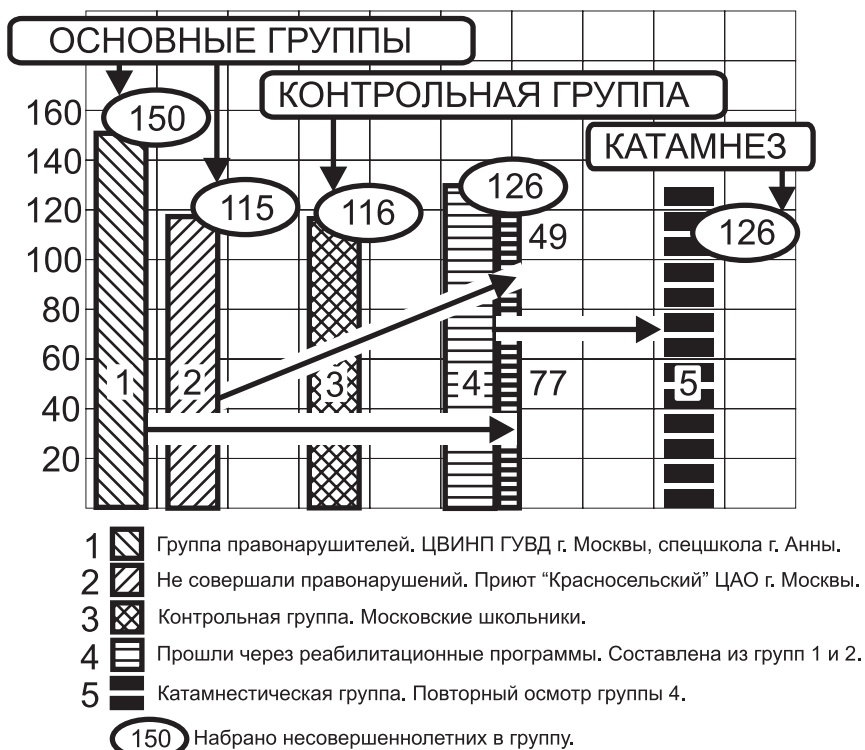 ОСНОВНЫЕ ГРУППЫ
КОНТРОЛЬНАЯ ГРУППА
КАТАМНЕЗ
160
140
120
100
80
60
40
20
150
115
116
126
126
49
77
1
2
3
4
5
1 Группа правонарушителей. ЦВИНП ГУВД г. Москвы, спецшкола г. Анны.
2 Не совершали правонарушений. Приют “Красносельский” ЦАО г. Москвы.
3 Контрольная группа. Московские школьники.
4 Прошли через реабилитационные программы. Составлена из групп 1 и 2.
5 Катамнестическая группа. Повторный осмотр группы 4.
150 Набрано несовершеннолетних в группу.